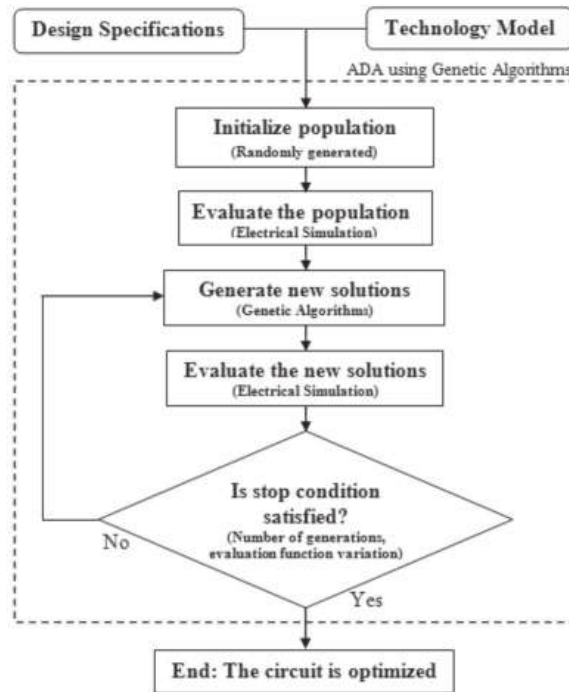 Design Specifications
Technology Model
ADA using Genetic Algorithms
Initialize population
(Randomly generated)
Evaluate the population
(Electrical Simulation)
Generate new solutions
(Genetic Algorithms)
Evaluate the new solutions
(Electrical Simulation)
Is stop condition
satisfied?
(Number of generations,
evaluation function variation)
No
Yes
End: The circuit is optimized